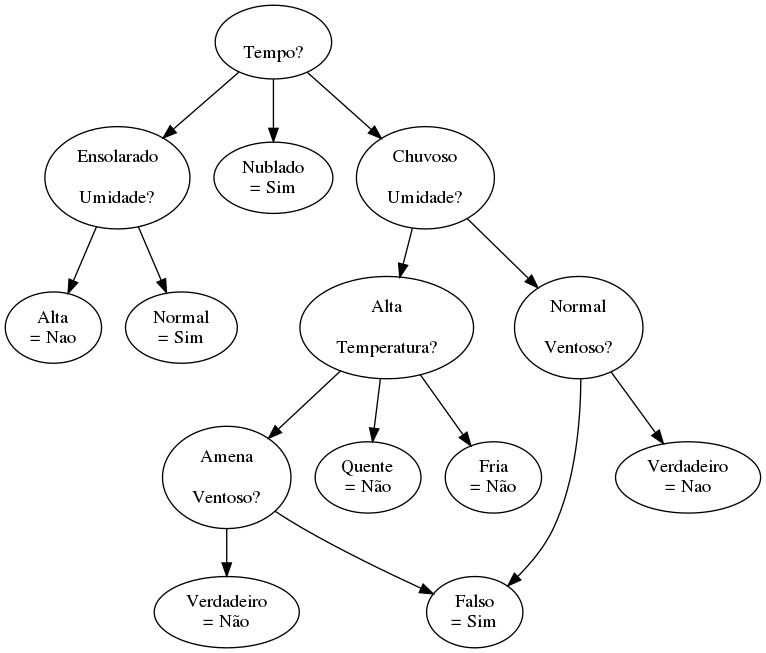 Tempo?
Ensolarado
Umidade?
Nublado
= Sim
Chuvoso
Umidade?
Alta
= Nao
Normal
= Sim
Alta
Temperatura?
Normal
Ventoso?
Amena
Ventoso?
Quente
= Não
Fria
= Não
Verdadeiro
= Nao
Verdadeiro
= Não
Falso
= Sim